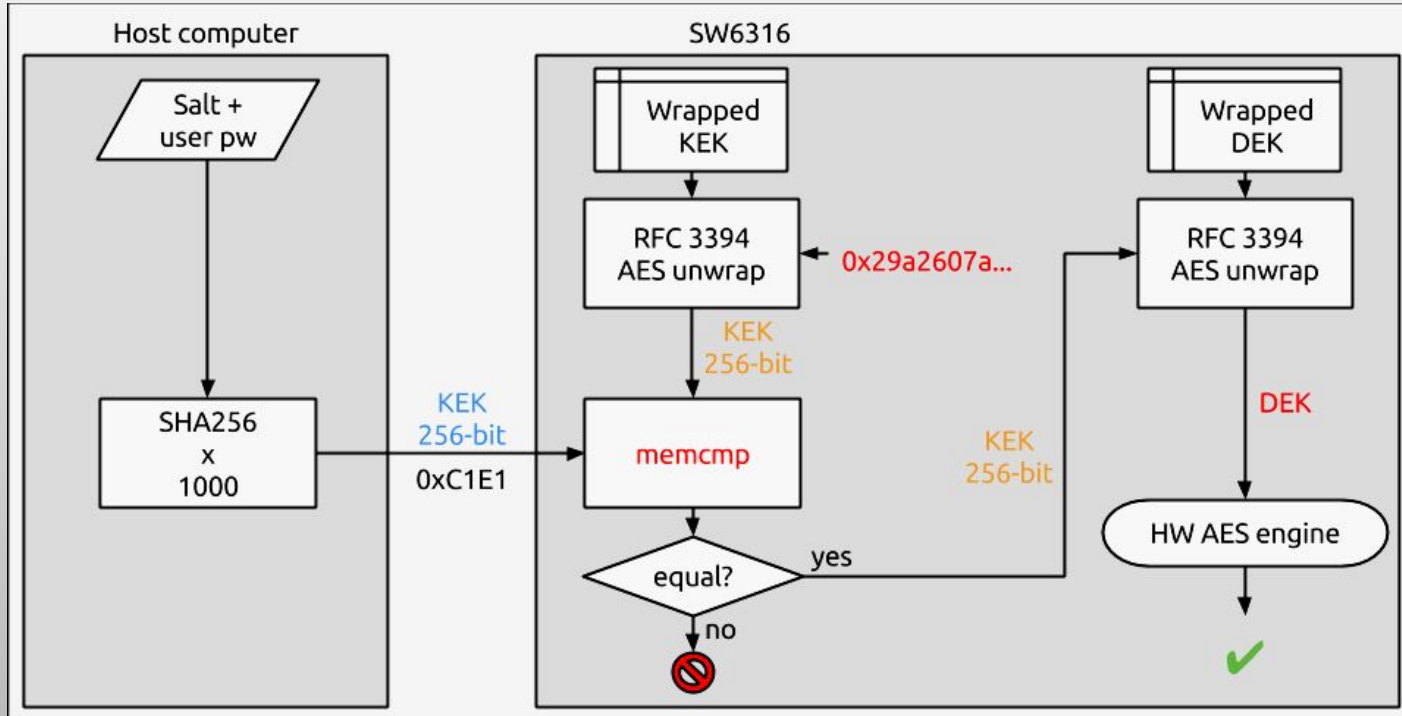 Host computer
Salt +
user pw
SHA256
x
1000
KEK
256-bit
0xC1E1
SW6316
Wrapped
KEK
RFC 3394
AES unwrap
0x29a2607a...
KEK
256-bit
memcmp
equal?
yes
no
KEK
256-bit
Wrapped
DEK
RFC 3394
AES unwrap
DEK
HW AES engine